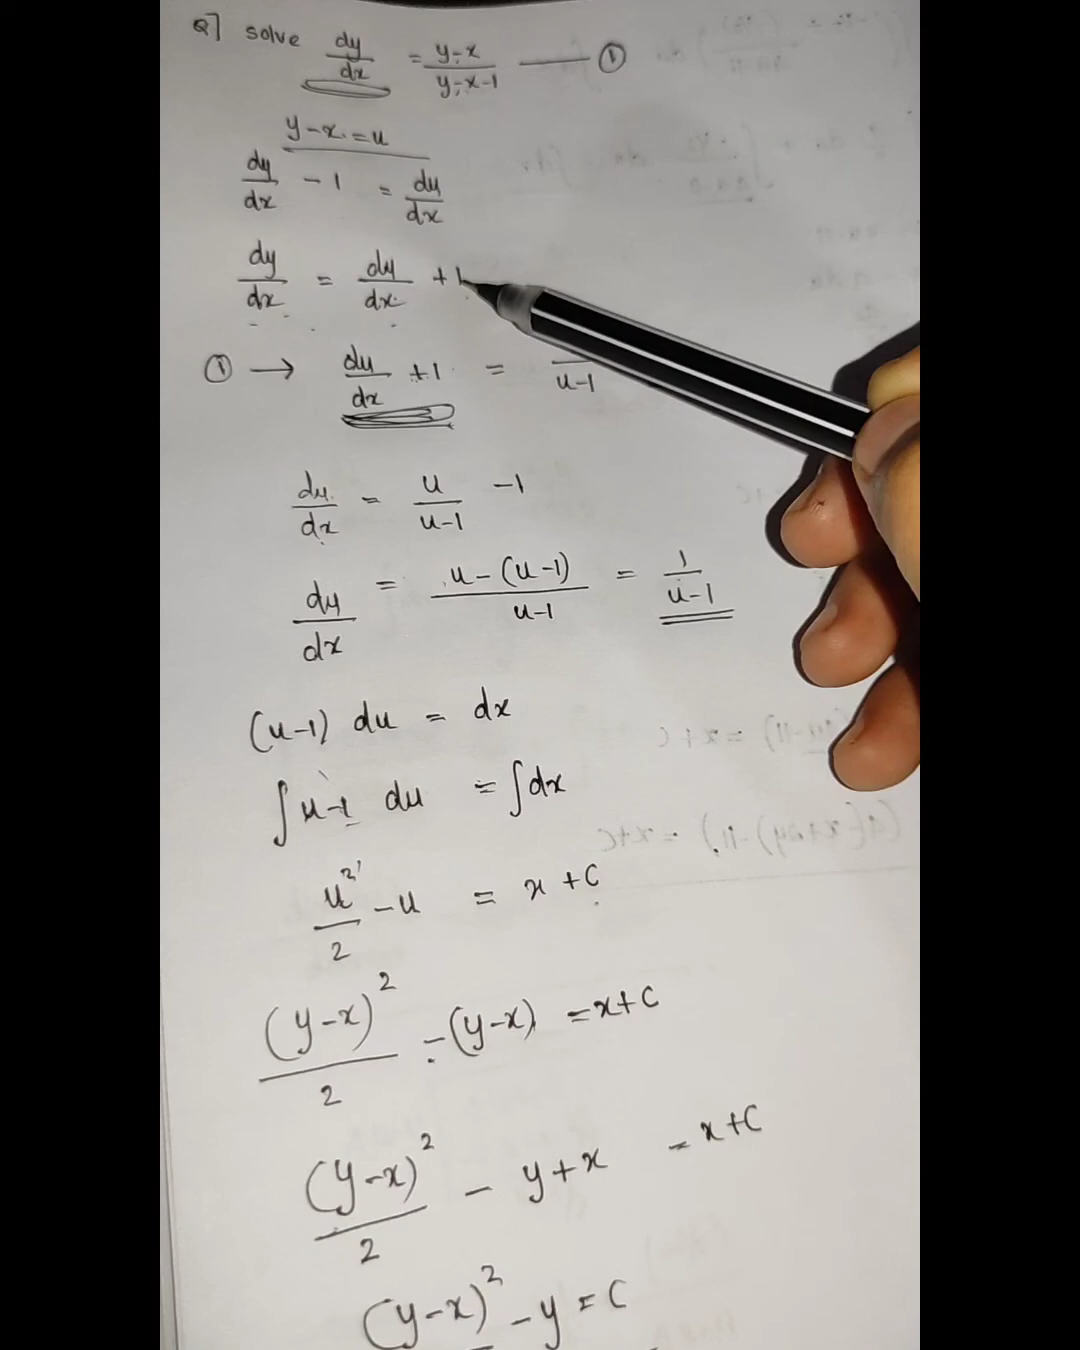 Q] solve dy/dx = y-x/y-x-1 —— ①
y-x = u
dy/dx - 1 = du/dx
dy/dx = du/dx + 1
① → du/dx + 1 = /u-1
du/dx = u/u-1 - 1
du/dx = u-(u-1)/u-1 = 1/u-1
(u-1) du = dx
∫u-1 du = ∫dx
u²/2 - u = x + C
(y-x)²/2 - (y-x) = x+C
(y-x)²/2 - y+x = x+C
(y-x)² - y = C